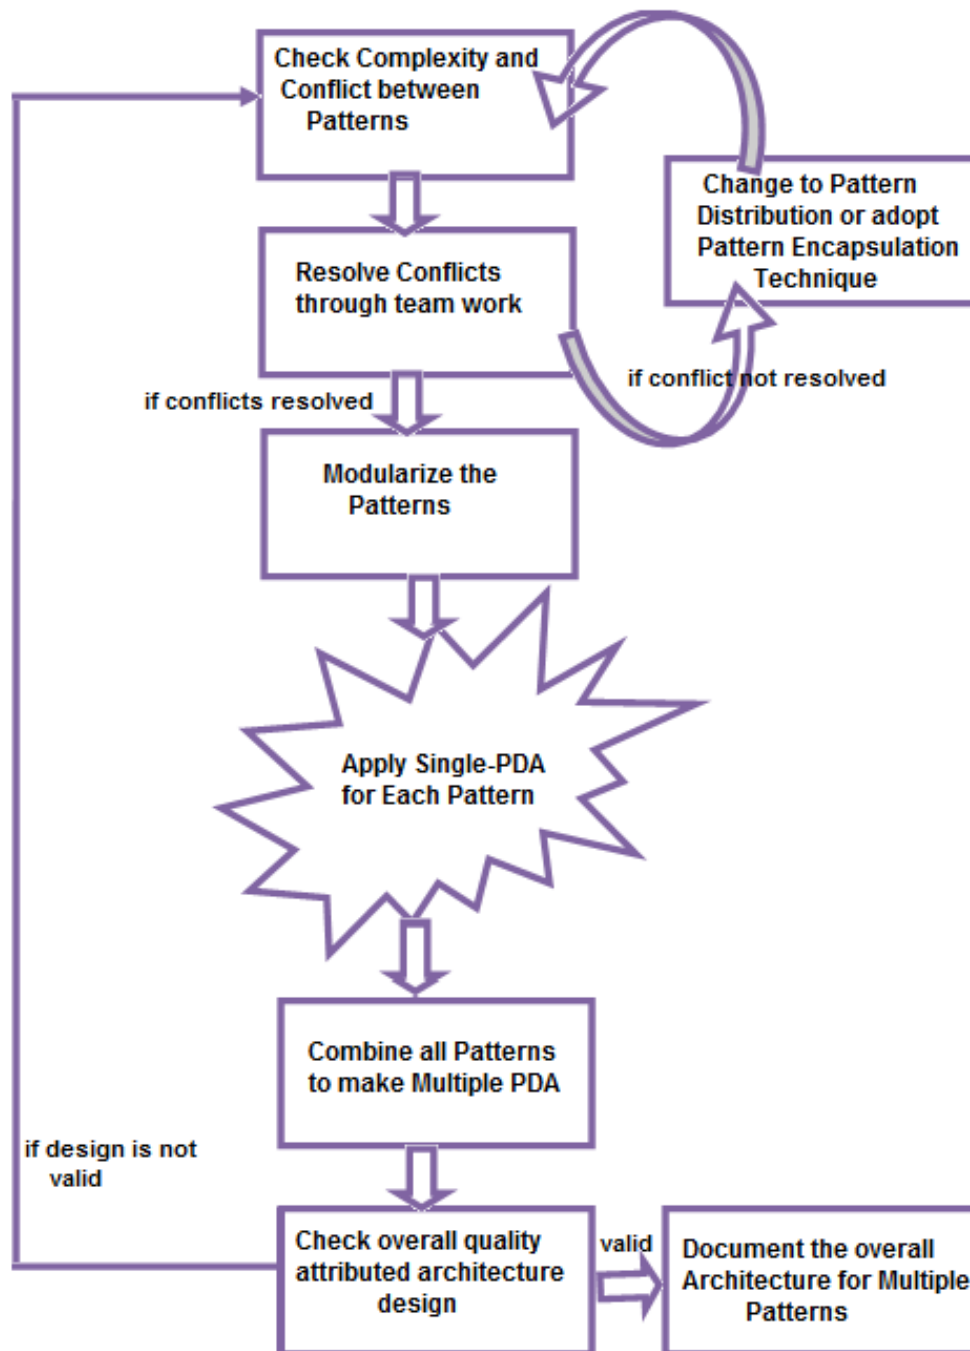 Check Complexity and
Conflict between
Patterns
Change to Pattern
Distribution or adopt
Pattern Encapsulation
Technique
Resolve Conflicts
through team work
if conflict not resolved
if conflicts resolved
Modularize the
Patterns
Apply Single-PDA
for Each Pattern
Combine all Patterns
to make Multiple PDA
if design is not
valid
Check overall quality
attributed architecture
design
valid
Document the overall
Architecture for Multiple
Patterns